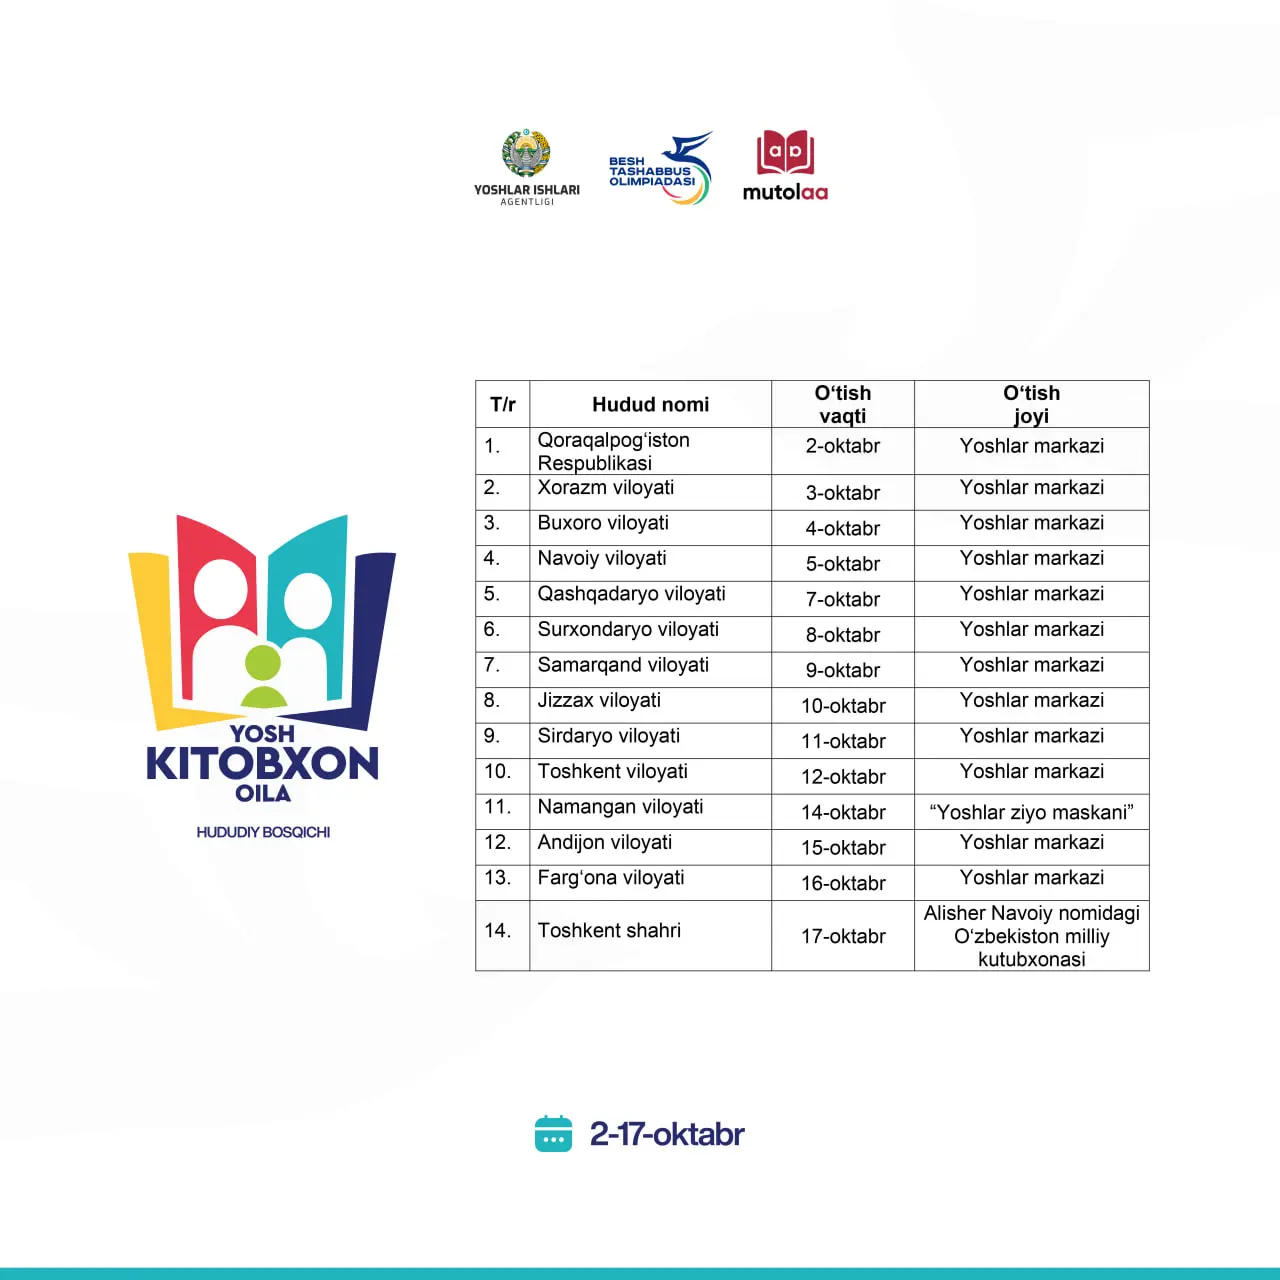 YOSHLAR ISHLARI
AGENTLIGI
BESH
TASHABBUS
OLIMPIADASI
mutolaa
T/r Hudud nomi O‘tish vaqti O‘tish joyi
1. Qoraqalpog‘iston Respublikasi 2-oktabr Yoshlar markazi
2. Xorazm viloyati 3-oktabr Yoshlar markazi
3. Buxoro viloyati 4-oktabr Yoshlar markazi
4. Navoiy viloyati 5-oktabr Yoshlar markazi
5. Qashqadaryo viloyati 7-oktabr Yoshlar markazi
6. Surxondaryo viloyati 8-oktabr Yoshlar markazi
7. Samarqand viloyati 9-oktabr Yoshlar markazi
8. Jizzax viloyati 10-oktabr Yoshlar markazi
9. Sirdaryo viloyati 11-oktabr Yoshlar markazi
10. Toshkent viloyati 12-oktabr Yoshlar markazi
11. Namangan viloyati 14-oktabr “Yoshlar ziyo maskani”
12. Andijon viloyati 15-oktabr Yoshlar markazi
13. Farg‘ona viloyati 16-oktabr Yoshlar markazi
14. Toshkent shahri 17-oktabr Alisher Navoiy nomidagi O‘zbekiston milliy kutubxonasi
YOSH
KITOBXON
OILA
HUDUDIY BOSQICHI
2-17-oktabr